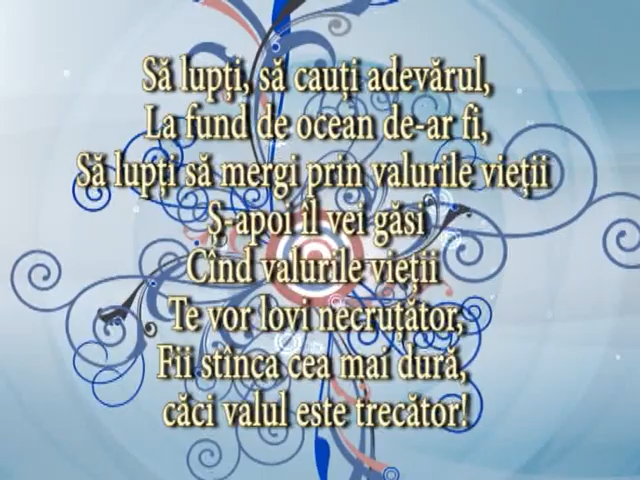 Să lupți, să cauți adevărul,
La fund de ocean de-ar fi,
Să lupți să mergi prin valurile vieții
Ș-apoi îl vei găsi
Cînd valurile vieții
Te vor lovi necruțător,
Fii stînca cea mai dură,
căci valul este trecător!